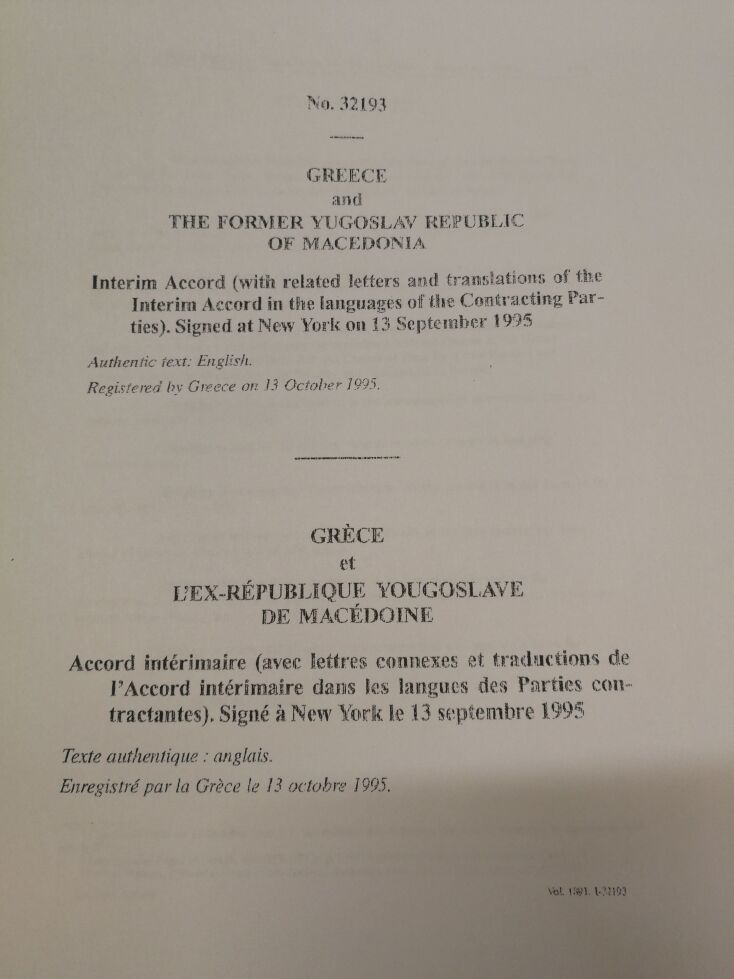 No. 32193
GREECE
and
THE FORMER YUGOSLAV REPUBLIC
OF MACEDONIA
Interim Accord (with related letters and translations of the
Interim Accord in the languages of the Contracting Par-
ties). Signed at New York on 13 September 1995
Authentic text: English.
Registered by Greece on 13 October 1995.
GRÈCE
et
L'EX-RÉPUBLIQUE YOUGOSLAVE
DE MACÉDOINE
Accord intérimaire (avec lettres connexes et traductions de
l'Accord intérimaire dans les langues des Parties con-
tractantes). Signé à New York le 13 septembre 1995
Texte authentique : anglais.
Enregistré par la Grèce le 13 octobre 1995.
Vol. I-32193